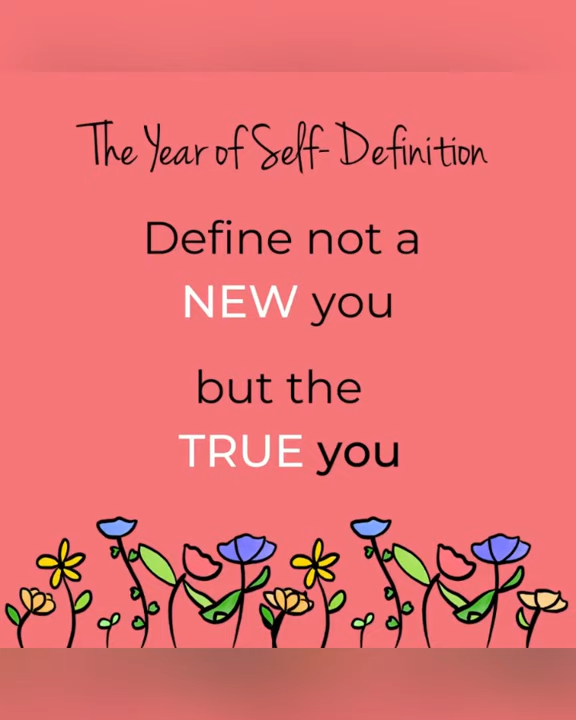 The Year of Self-Definition
Define not a
NEW you
but the
TRUE you